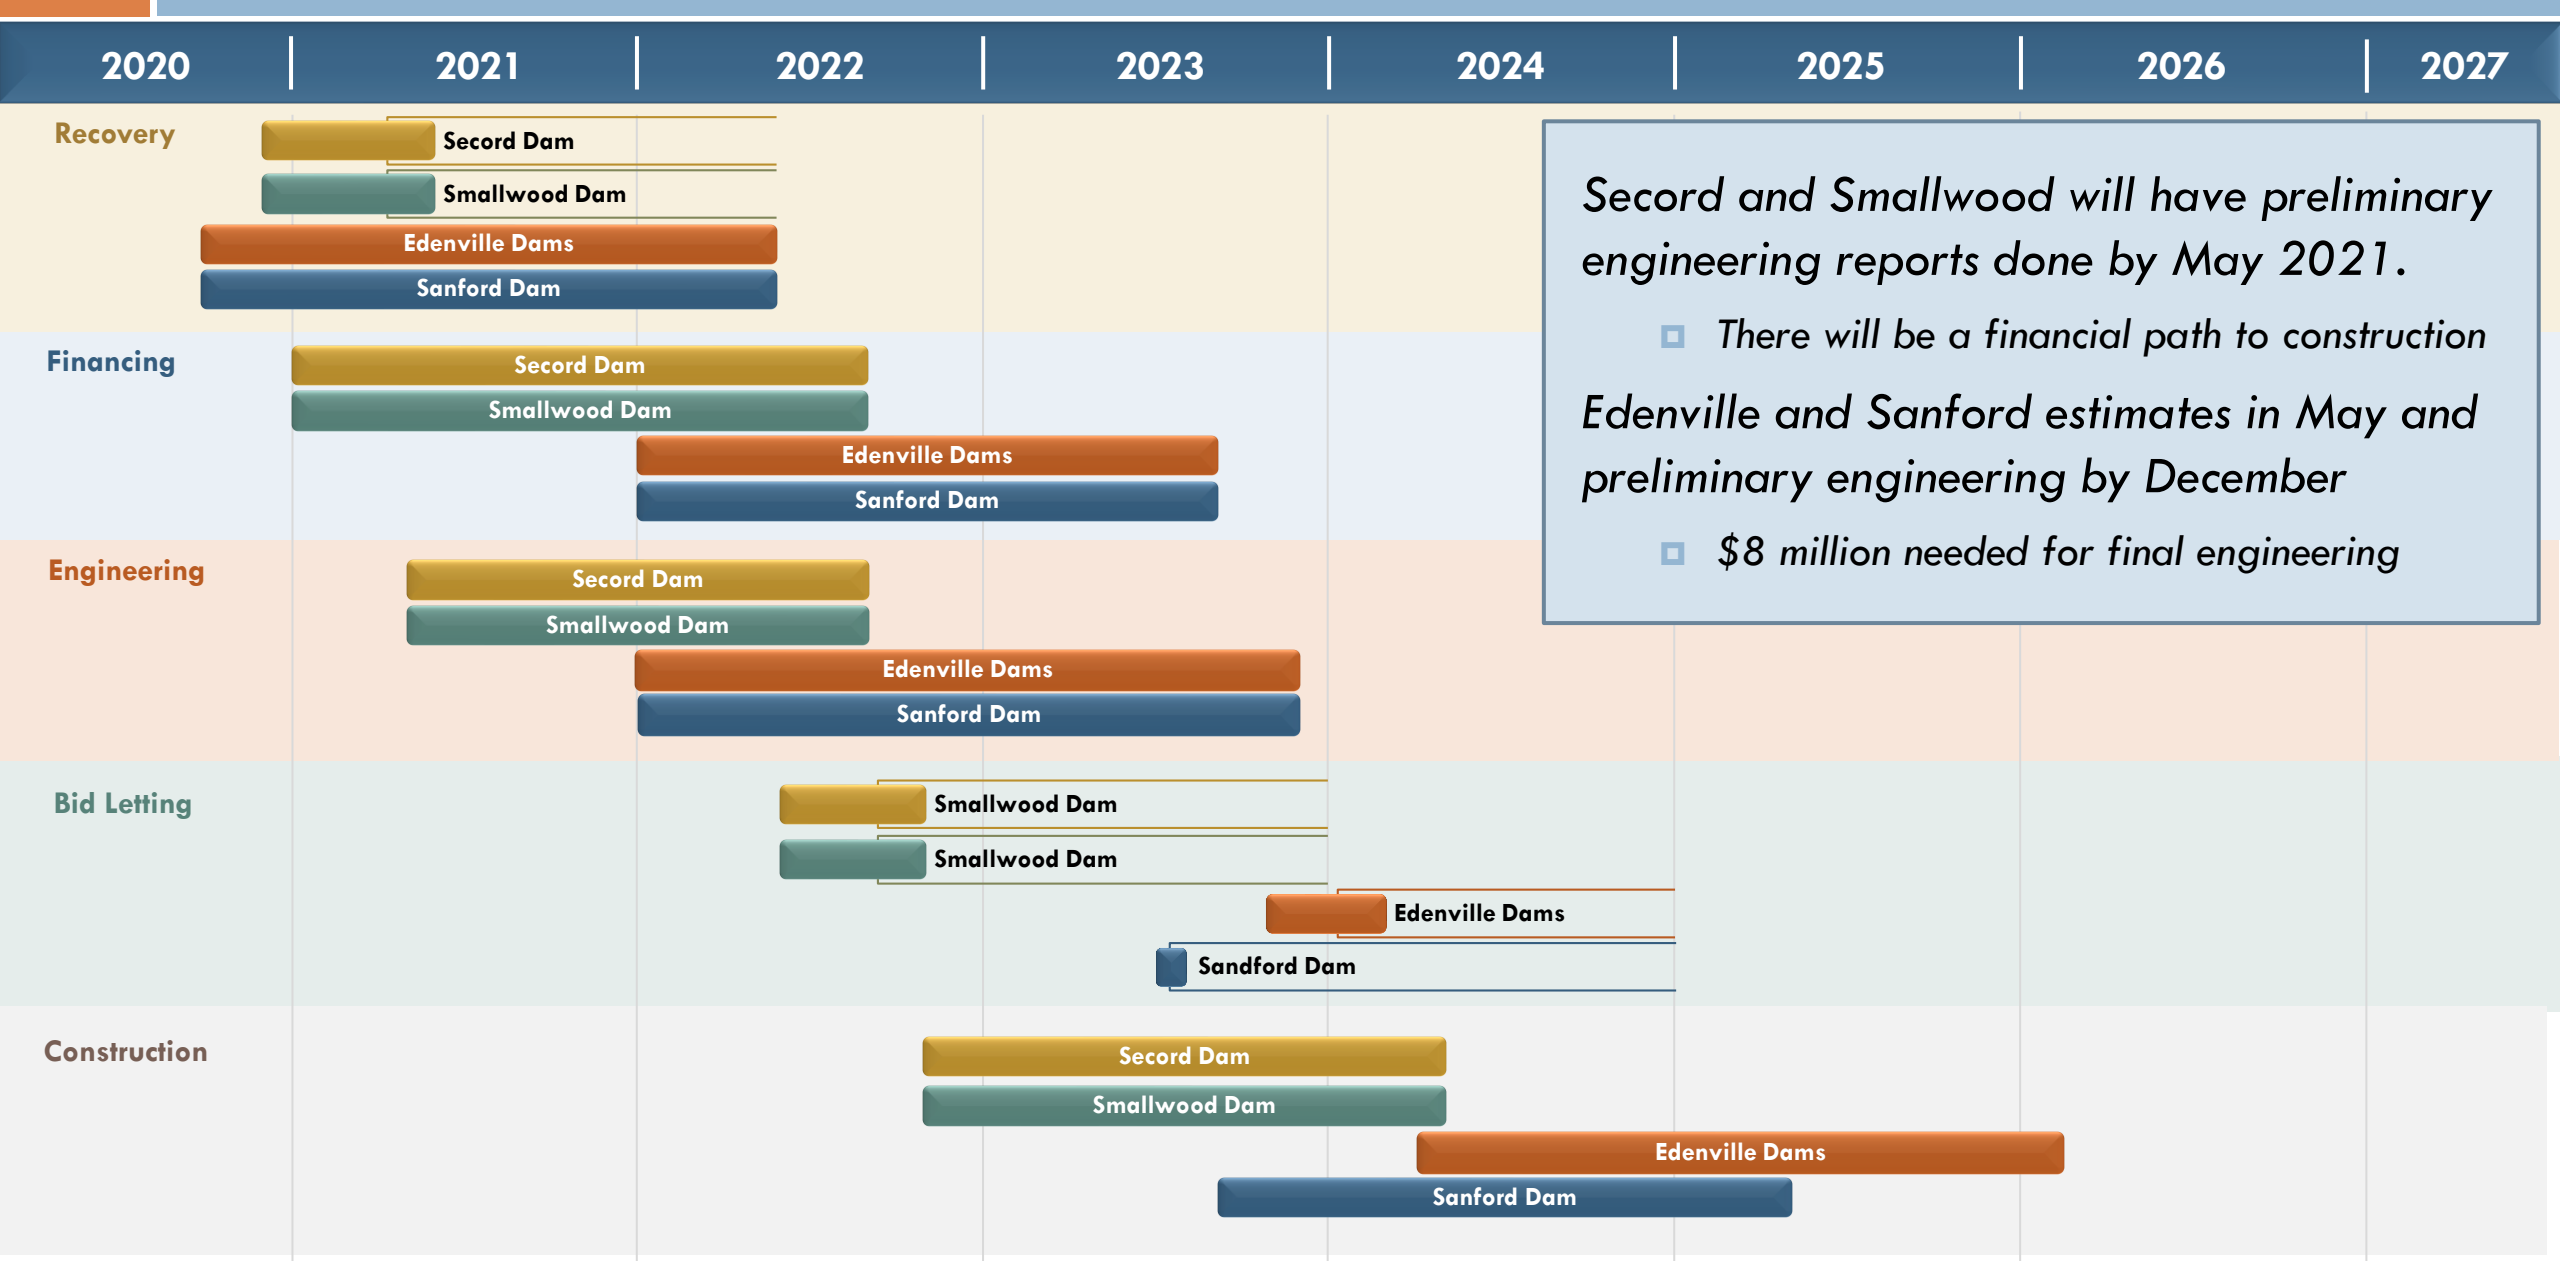 2020 2021 2022 2023 2024 2025 2026 2027
Recovery
Secord Dam
Smallwood Dam
Edenville Dams
Sanford Dam
Secord and Smallwood will have preliminary
engineering reports done by May 2021.
There will be a financial path to construction
Edenville and Sanford estimates in May and
preliminary engineering by December
$8 million needed for final engineering
Financing
Secord Dam
Smallwood Dam
Edenville Dams
Sanford Dam
Engineering
Secord Dam
Smallwood Dam
Edenville Dams
Sanford Dam
Bid Letting
Smallwood Dam
Smallwood Dam
Edenville Dams
Sandford Dam
Construction
Secord Dam
Smallwood Dam
Edenville Dams
Sanford Dam